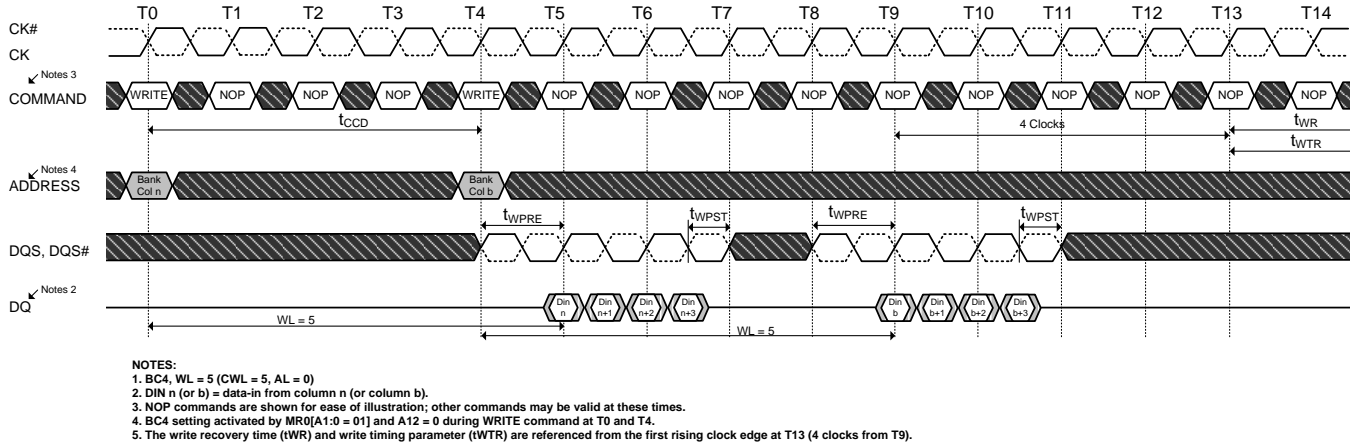 T0 T1 T2 T3 T4 T5 T6 T7 T8 T9 T10 T11 T12 T13 T14
CK#
CK
Notes 3
COMMAND WRITE NOP NOP NOP WRITE NOP NOP NOP NOP NOP NOP NOP NOP NOP NOP
tCCD 4 Clocks tWR
tWTR
Notes 4
ADDRESS Bank Col n Bank Col b
tWPRE tWPST tWPRE tWPST
DQS, DQS#
Notes 2
DQ Din n Din n+1 Din n+2 Din n+3 Din b Din b+1 Din b+2 Din b+3
WL = 5 WL = 5
NOTES:
1. BC4, WL = 5 (CWL = 5, AL = 0)
2. DIN n (or b) = data-in from column n (or column b).
3. NOP commands are shown for ease of illustration; other commands may be valid at these times.
4. BC4 setting activated by MR0[A1:0 = 01] and A12 = 0 during WRITE command at T0 and T4.
5. The write recovery time (tWR) and write timing parameter (tWTR) are referenced from the first rising clock edge at T13 (4 clocks from T9).